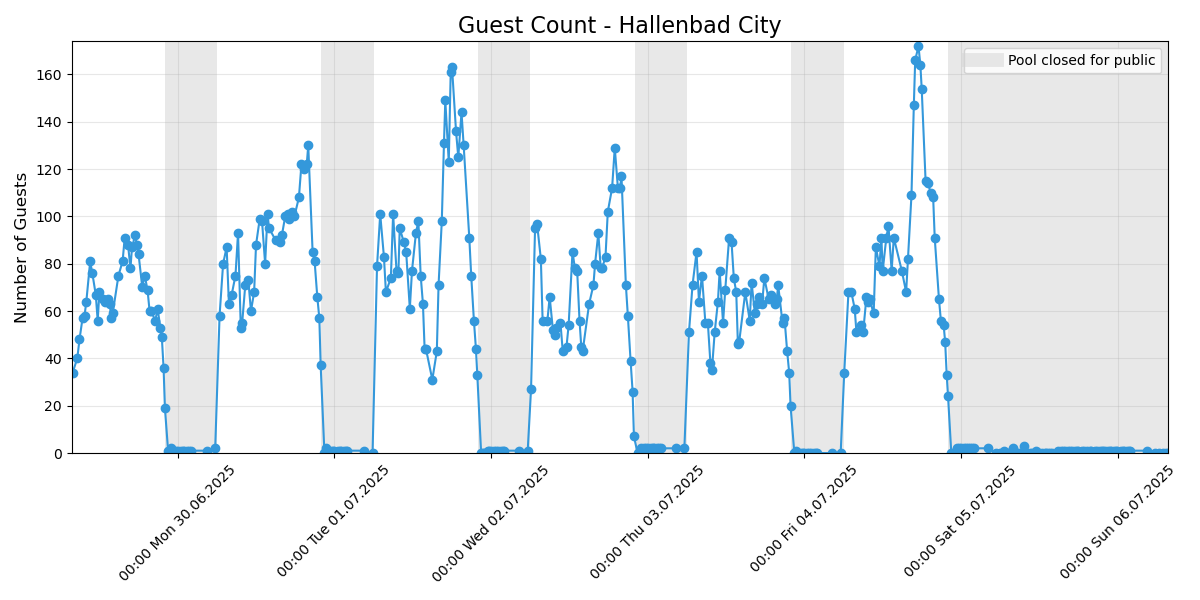 Guest Count - Hallenbad City
Pool closed for public
Number of Guests
160
140
120
100
80
60
40
20
0
00:00 Mon 30.06.2025
00:00 Tue 01.07.2025
00:00 Wed 02.07.2025
00:00 Thu 03.07.2025
00:00 Fri 04.07.2025
00:00 Sat 05.07.2025
00:00 Sun 06.07.2025